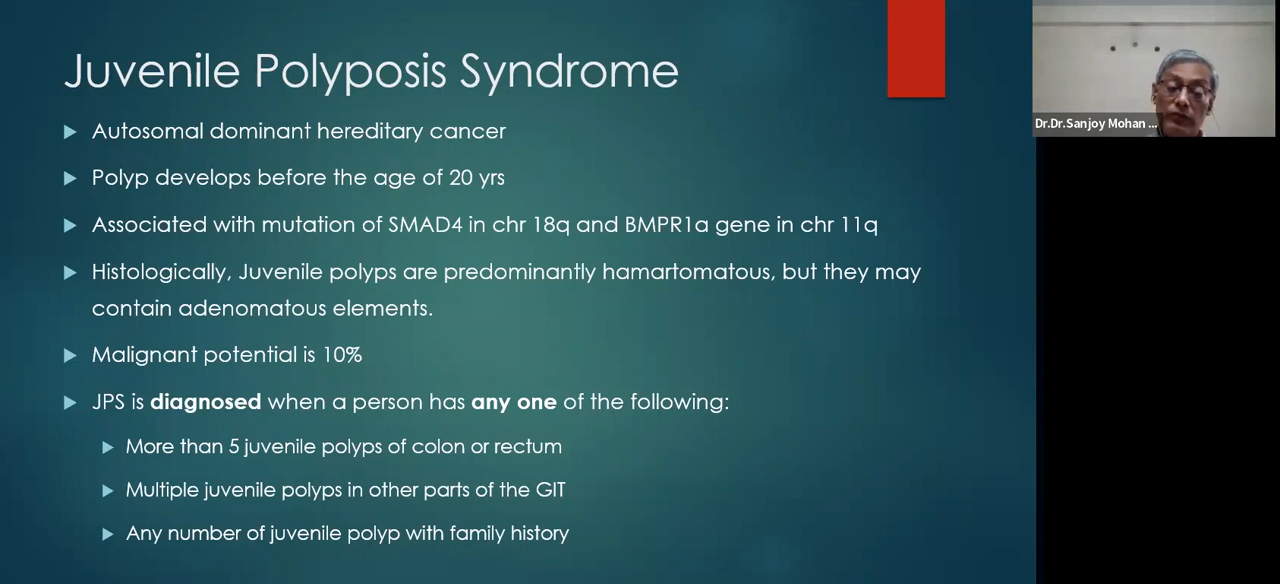 Juvenile Polyposis Syndrome
Autosomal dominant hereditary cancer
Polyp develops before the age of 20 yrs
Associated with mutation of SMAD4 in chr 18q and BMPR1a gene in chr 11q
Histologically, Juvenile polyps are predominantly hamartomatous, but they may
contain adenomatous elements.
Malignant potential is 10%
JPS is diagnosed when a person has any one of the following:
More than 5 juvenile polyps of colon or rectum
Multiple juvenile polyps in other parts of the GIT
Any number of juvenile polyp with family history
Dr.Dr.Sanjoy Mohan ...